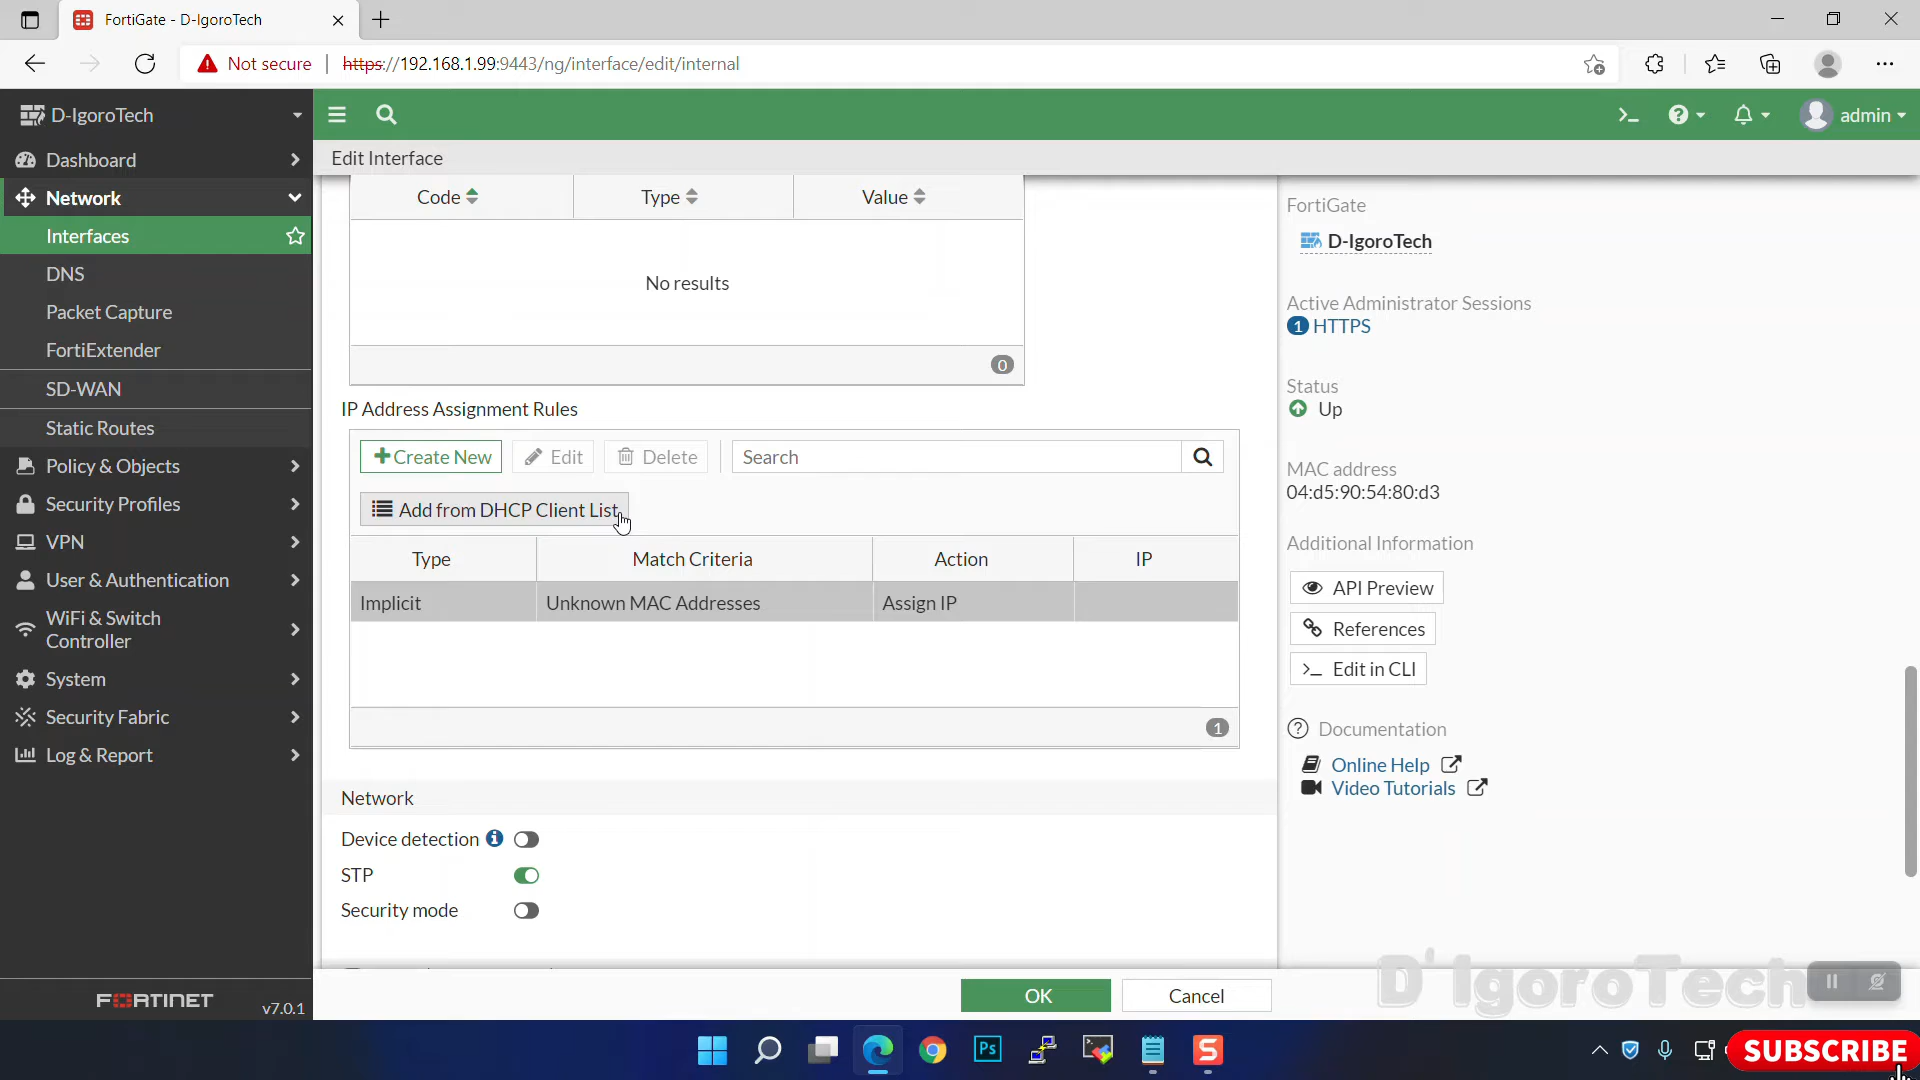 FortiGate - D-IgoroTech
Not secure
https://192.168.1.99:9443/ng/interface/edit/internal
D-IgoroTech
admin
Dashboard
Network
Interfaces
DNS
Packet Capture
FortiExtender
SD-WAN
Static Routes
Policy & Objects
Security Profiles
VPN
User & Authentication
WiFi & Switch
Controller
System
Security Fabric
Log & Report
FORTINET
v7.0.1
Edit Interface
Code Type Value
No results
0
IP Address Assignment Rules
Create New Edit Delete Search
Add from DHCP Client List
Type Match Criteria Action IP
Implicit Unknown MAC Addresses Assign IP
1
Network
Device detection
STP
Security mode
OK Cancel
FortiGate
D-IgoroTech
Active Administrator Sessions
1 HTTPS
Status
Up
MAC address
04:d5:90:54:80:d3
Additional Information
API Preview
References
Edit in CLI
Documentation
Online Help
Video Tutorials
D'IgoroTech
Ps
SUBSCRIBE